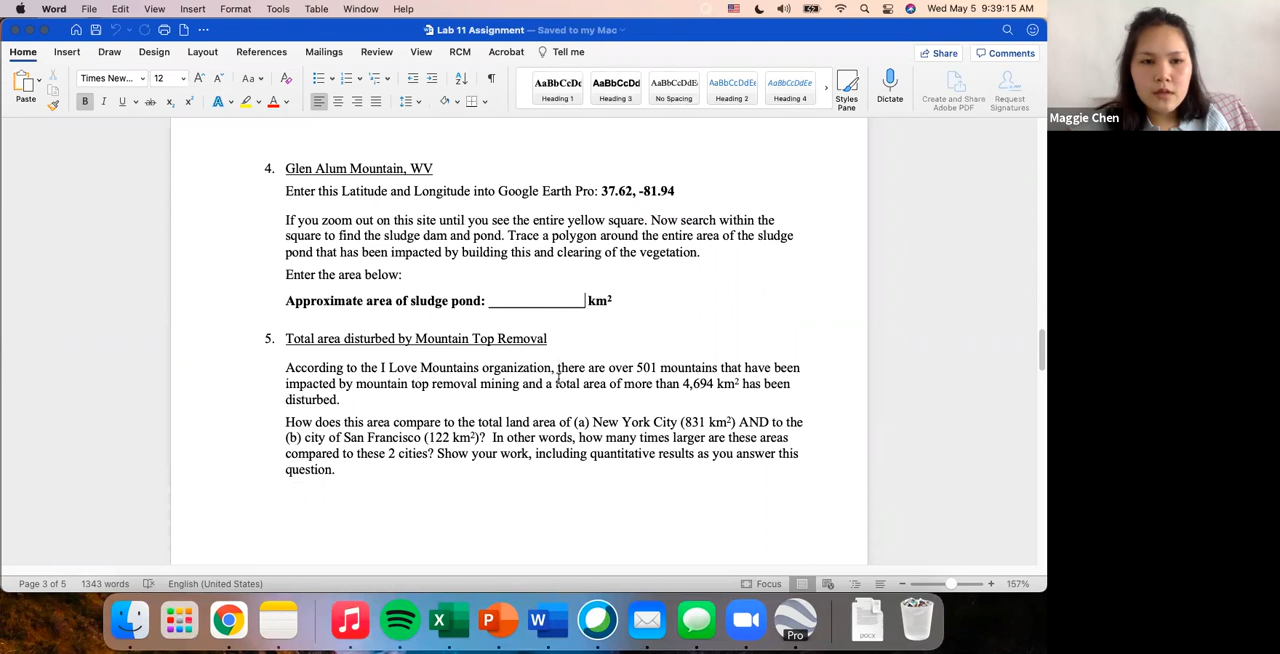 Word File Edit View Insert Format Tools Table Window Help Wed May 5 9:39:15 AM
Lab 11 Assignment — Saved to my Mac
Home Insert Draw Design Layout References Mailings Review View RCM Acrobat Tell me Share Comments
Paste Times New... 12 Aa AaBbCcDc AaBbCcDd AaBbCcDdE AaBbCcDdEe AaBbCcDdEe
B I U ab x₂ x² A A Heading 1 Heading 3 No Spacing Heading 2 Heading 4 Styles Pane Dictate Create and Share Adobe PDF Request Signatures
Maggie Chen
4. Glen Alum Mountain, WV
Enter this Latitude and Longitude into Google Earth Pro: 37.62, -81.94
If you zoom out on this site until you see the entire yellow square. Now search within the
square to find the sludge dam and pond. Trace a polygon around the entire area of the sludge
pond that has been impacted by building this and clearing of the vegetation.
Enter the area below:
Approximate area of sludge pond: ______________ km²
5. Total area disturbed by Mountain Top Removal
According to the I Love Mountains organization, there are over 501 mountains that have been
impacted by mountain top removal mining and a total area of more than 4,694 km² has been
disturbed.
How does this area compare to the total land area of (a) New York City (831 km²) AND to the
(b) city of San Francisco (122 km²)? In other words, how many times larger are these areas
compared to these 2 cities? Show your work, including quantitative results as you answer this
question.
Page 3 of 5 1343 words English (United States) Focus 157%
X P W Pro
DOCX